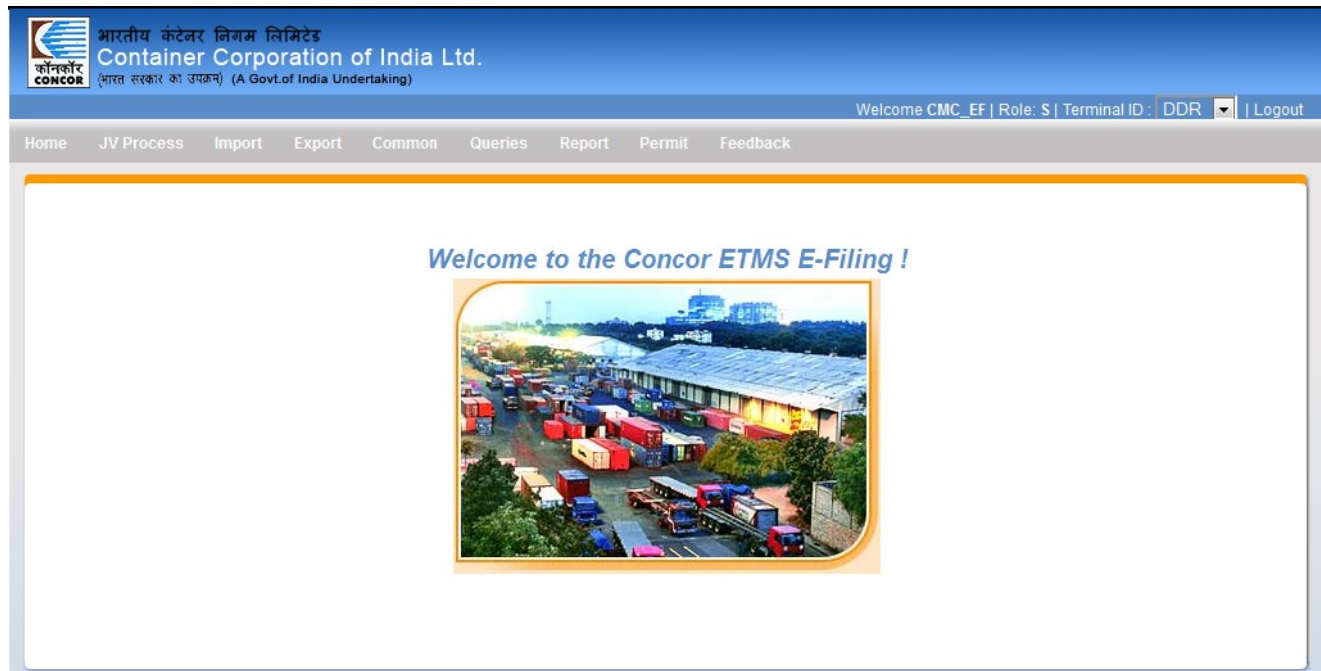 भारतीय कंटेनर निगम लिमिटेड
Container Corporation of India Ltd.
(भारत सरकार का उपक्रम) (A Govt.of India Undertaking)
कॉनकॉर
CONCOR
Welcome CMC_EF | Role: S | Terminal ID : DDR | Logout
Home JV Process Import Export Common Queries Report Permit Feedback
Welcome to the Concor ETMS E-Filing !